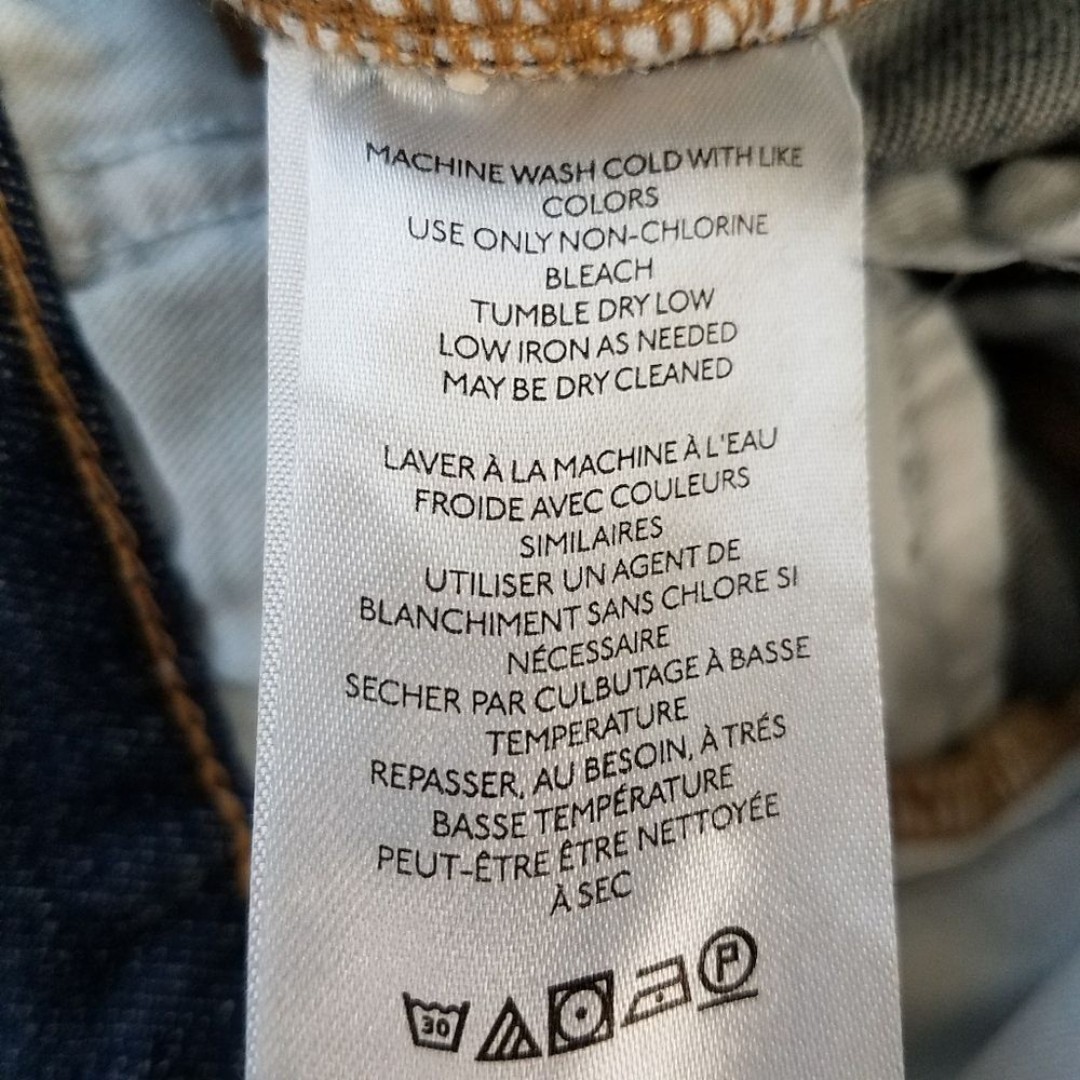 MACHINE WASH COLD WITH LIKE
COLORS
USE ONLY NON-CHLORINE
BLEACH
TUMBLE DRY LOW
LOW IRON AS NEEDED
MAY BE DRY CLEANED
LAVER À LA MACHINE À L'EAU
FROIDE AVEC COULEURS
SIMILAIRES
UTILISER UN AGENT DE
BLANCHIMENT SANS CHLORE SI
NÉCESSAIRE
SECHER PAR CULBUTAGE À BASSE
TEMPERATURE
REPASSER, AU BESOIN, À TRÉS
BASSE TEMPÉRATURE
PEUT-ÊTRE ÊTRE NETTOYÉE
À SEC
30 P